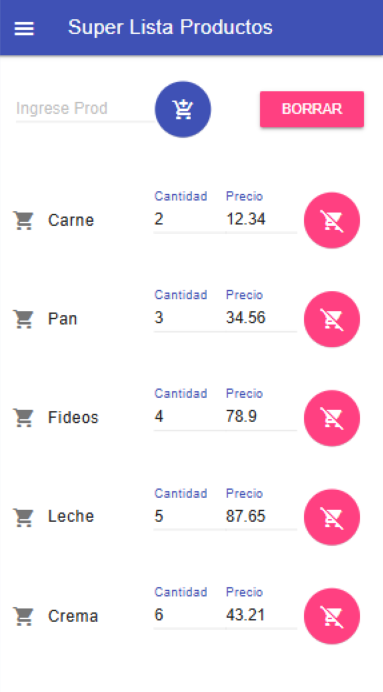 Super Lista Productos
Ingrese Prod
BORRAR
Cantidad Precio
Carne 2 12.34
Cantidad Precio
Pan 3 34.56
Cantidad Precio
Fideos 4 78.9
Cantidad Precio
Leche 5 87.65
Cantidad Precio
Crema 6 43.21